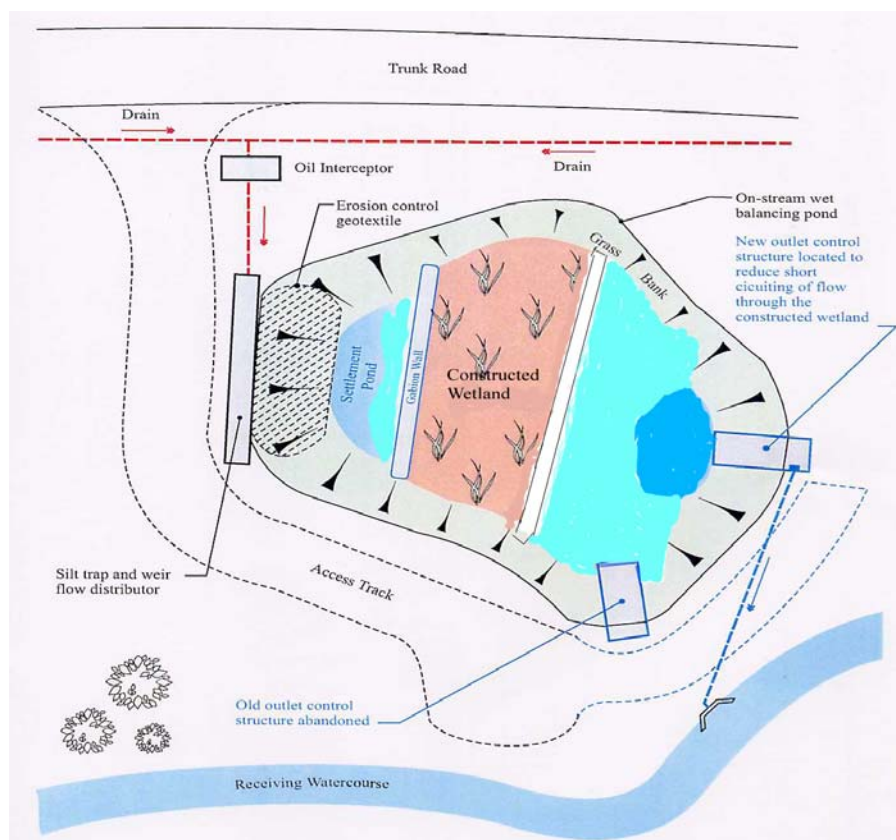 Trunk Road
Drain
Oil Interceptor
Drain
Erosion control
geotextile
On-stream wet
balancing pond
Grass
Bank
New outlet control
structure located to
reduce short
cicuiting of flow
through the
constructed wetland
Settlement
Pond
Gabion Wall
Constructed
Wetland
Silt trap and weir
flow distributor
Access Track
Old outlet control
structure abandoned
Receiving Watercourse